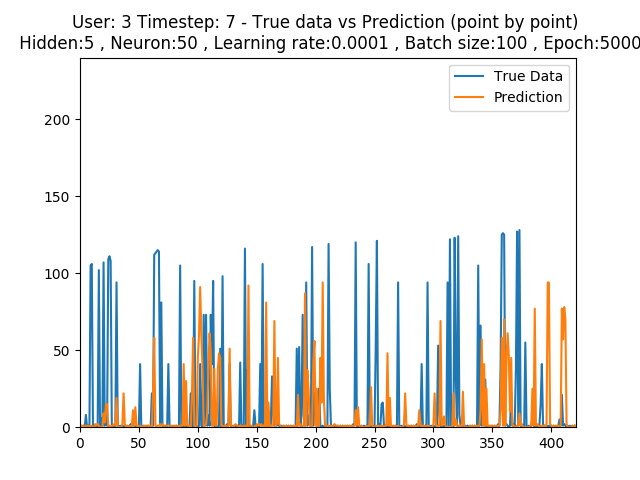 User: 3 Timestep: 7 - True data vs Prediction (point by point)
Hidden:5 , Neuron:50 , Learning rate:0.0001 , Batch size:100 , Epoch:5000
True Data
Prediction
200
150
100
50
0
0 50 100 150 200 250 300 350 400